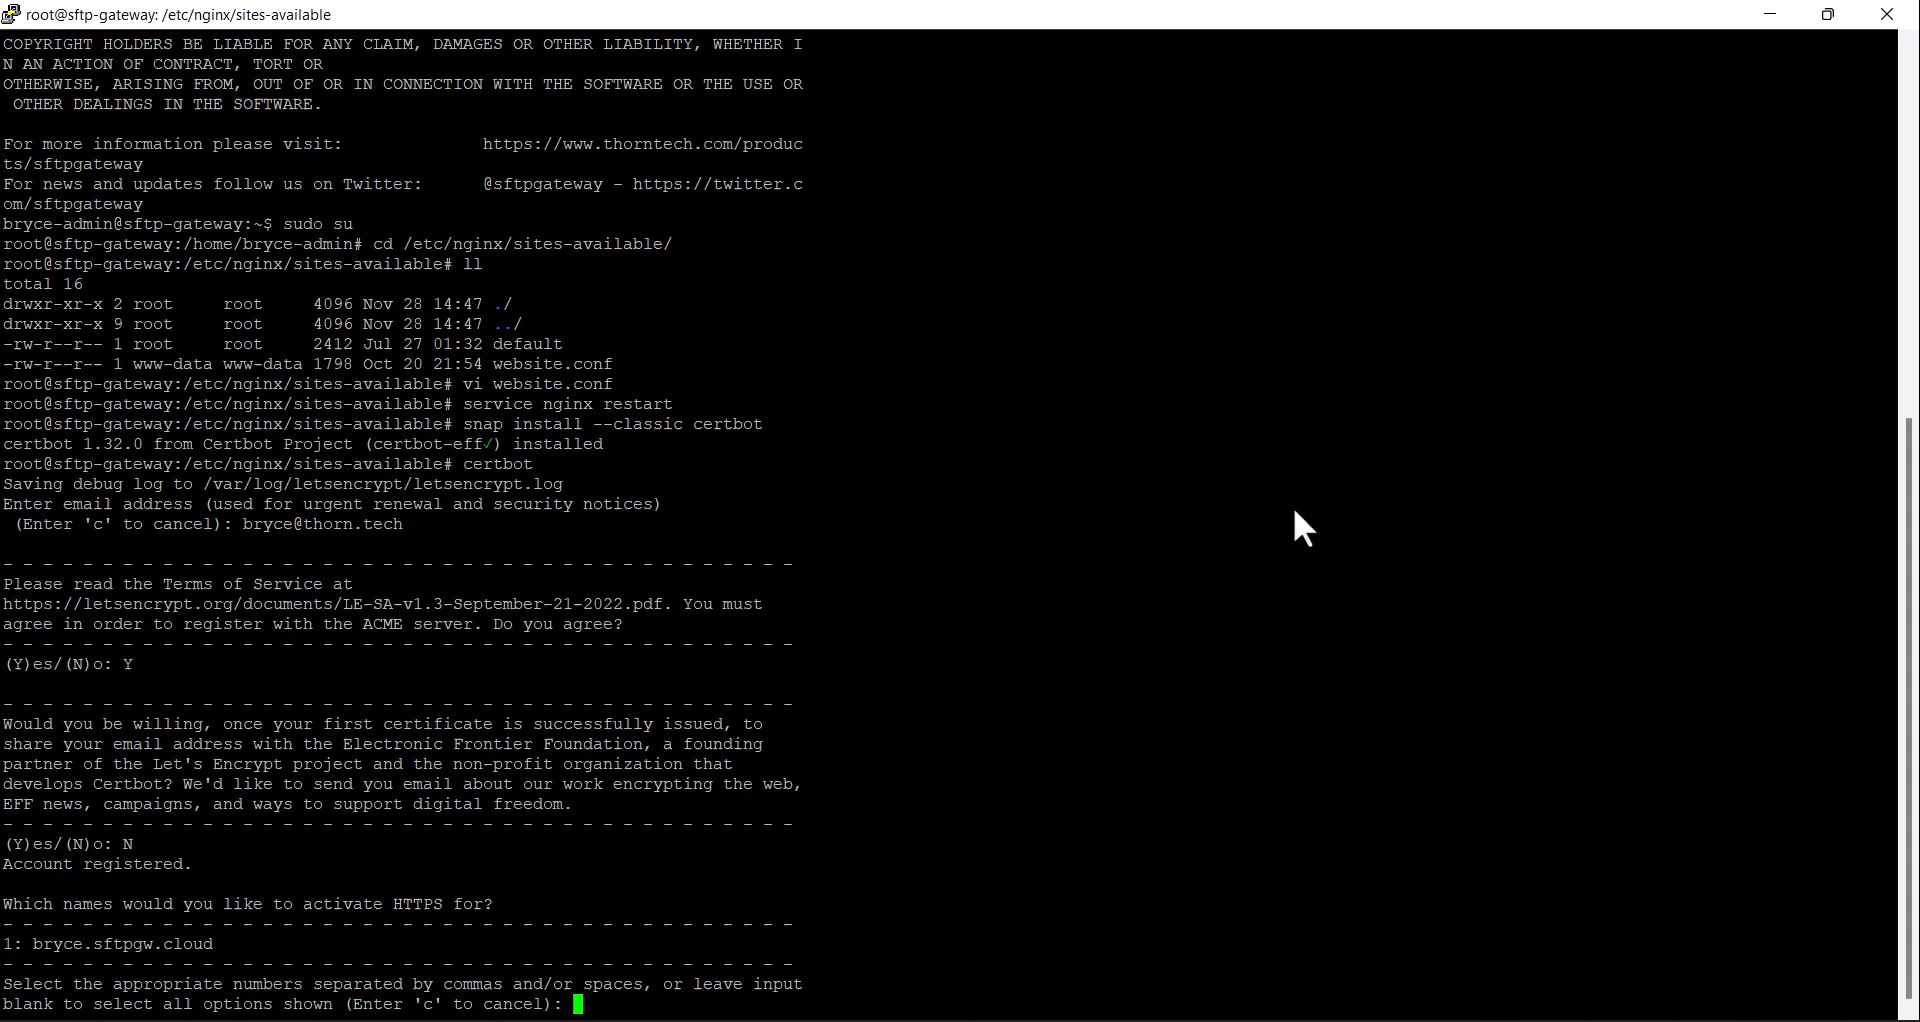 root@sftp-gateway: /etc/nginx/sites-available
COPYRIGHT HOLDERS BE LIABLE FOR ANY CLAIM, DAMAGES OR OTHER LIABILITY, WHETHER I
N AN ACTION OF CONTRACT, TORT OR
OTHERWISE, ARISING FROM, OUT OF OR IN CONNECTION WITH THE SOFTWARE OR THE USE OR
OTHER DEALINGS IN THE SOFTWARE.
For more information please visit: https://www.thorntech.com/produc
ts/sftpgateway
For news and updates follow us on Twitter: @sftpgateway - https://twitter.c
om/sftpgateway
bryce-admin@sftp-gateway:~$ sudo su
root@sftp-gateway:/home/bryce-admin# cd /etc/nginx/sites-available/
root@sftp-gateway:/etc/nginx/sites-available# ll
total 16
drwxr-xr-x 2 root root 4096 Nov 28 14:47 ./
drwxr-xr-x 9 root root 4096 Nov 28 14:47 ../
-rw-r--r-- 1 root root 2412 Jul 27 01:32 default
-rw-r--r-- 1 www-data www-data 1798 Oct 20 21:54 website.conf
root@sftp-gateway:/etc/nginx/sites-available# vi website.conf
root@sftp-gateway:/etc/nginx/sites-available# service nginx restart
root@sftp-gateway:/etc/nginx/sites-available# snap install --classic certbot
certbot 1.32.0 from Certbot Project (certbot-eff✓) installed
root@sftp-gateway:/etc/nginx/sites-available# certbot
Saving debug log to /var/log/letsencrypt/letsencrypt.log
Enter email address (used for urgent renewal and security notices)
(Enter 'c' to cancel): bryce@thorn.tech
- - - - - - - - - - - - - - - - - - - - - - - - - - - - - - - - - - - - - - - -
Please read the Terms of Service at
https://letsencrypt.org/documents/LE-SA-v1.3-September-21-2022.pdf. You must
agree in order to register with the ACME server. Do you agree?
- - - - - - - - - - - - - - - - - - - - - - - - - - - - - - - - - - - - - - - -
(Y)es/(N)o: Y
- - - - - - - - - - - - - - - - - - - - - - - - - - - - - - - - - - - - - - - -
Would you be willing, once your first certificate is successfully issued, to
share your email address with the Electronic Frontier Foundation, a founding
partner of the Let's Encrypt project and the non-profit organization that
develops Certbot? We'd like to send you email about our work encrypting the web,
EFF news, campaigns, and ways to support digital freedom.
- - - - - - - - - - - - - - - - - - - - - - - - - - - - - - - - - - - - - - - -
(Y)es/(N)o: N
Account registered.
Which names would you like to activate HTTPS for?
- - - - - - - - - - - - - - - - - - - - - - - - - - - - - - - - - - - - - - - -
1: bryce.sftpgw.cloud
- - - - - - - - - - - - - - - - - - - - - - - - - - - - - - - - - - - - - - - -
Select the appropriate numbers separated by commas and/or spaces, or leave input
blank to select all options shown (Enter 'c' to cancel):